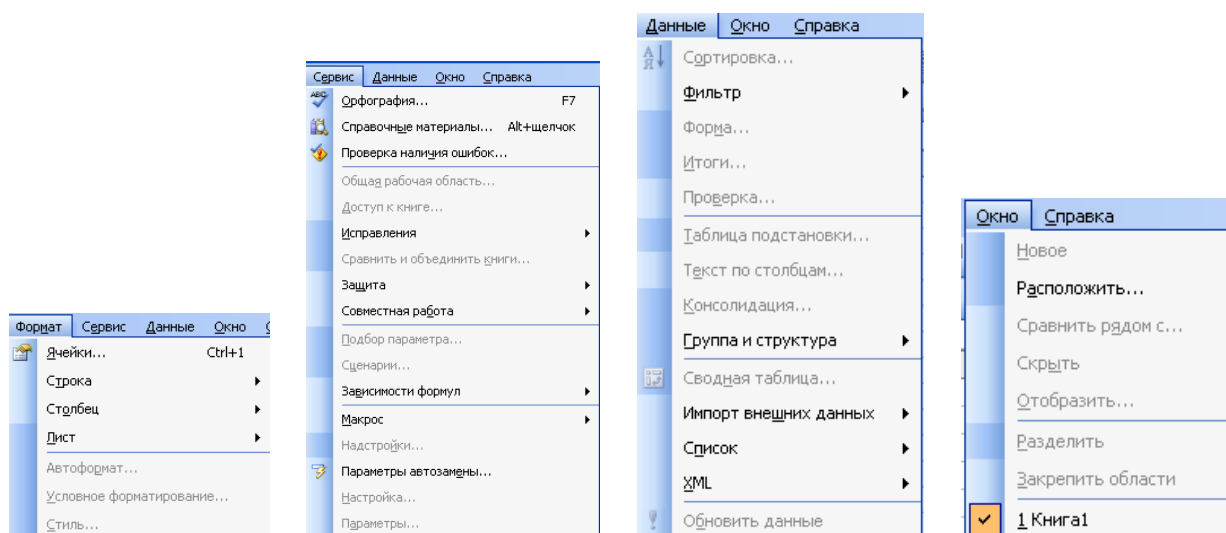 Формат Сервис Данные Окно
Ячейки... Ctrl+1
Строка
Столбец
Лист
Автоформат...
Условное форматирование...
Стиль...
Сервис Данные Окно Справка
Орфография... F7
Справочные материалы... Alt+щелчок
Проверка наличия ошибок...
Общая рабочая область...
Доступ к книге...
Исправления
Сравнить и объединить книги...
Защита
Совместная работа
Подбор параметра...
Сценарии...
Зависимости формул
Макрос
Надстройки...
Параметры автозамены...
Настройка...
Параметры...
Данные Окно Справка
Сортировка...
Фильтр
Форма...
Итоги...
Проверка...
Таблица подстановки...
Текст по столбцам...
Консолидация...
Группа и структура
Сводная таблица...
Импорт внешних данных
Список
XML
Обновить данные
Окно Справка
Новое
Расположить...
Сравнить рядом с...
Скрыть
Отобразить...
Разделить
Закрепить области
1 Книга1